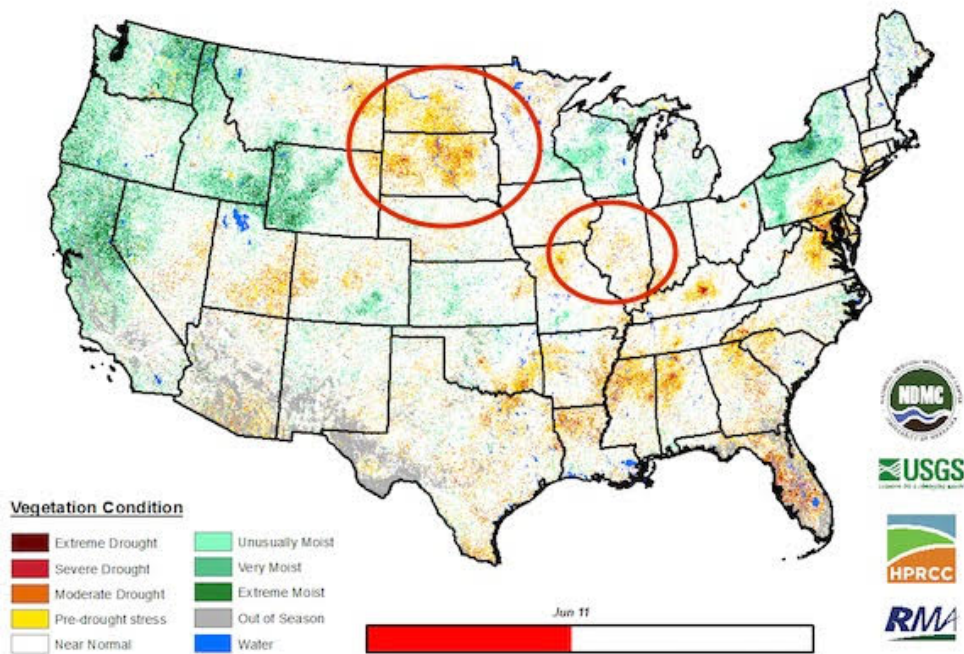 Vegetation Condition
Extreme Drought
Severe Drought
Moderate Drought
Pre-drought stress
Near Normal
Unusually Moist
Very Moist
Extreme Moist
Out of Season
Water
Jun 11
NDMC
USGS
HPRCC
RMA